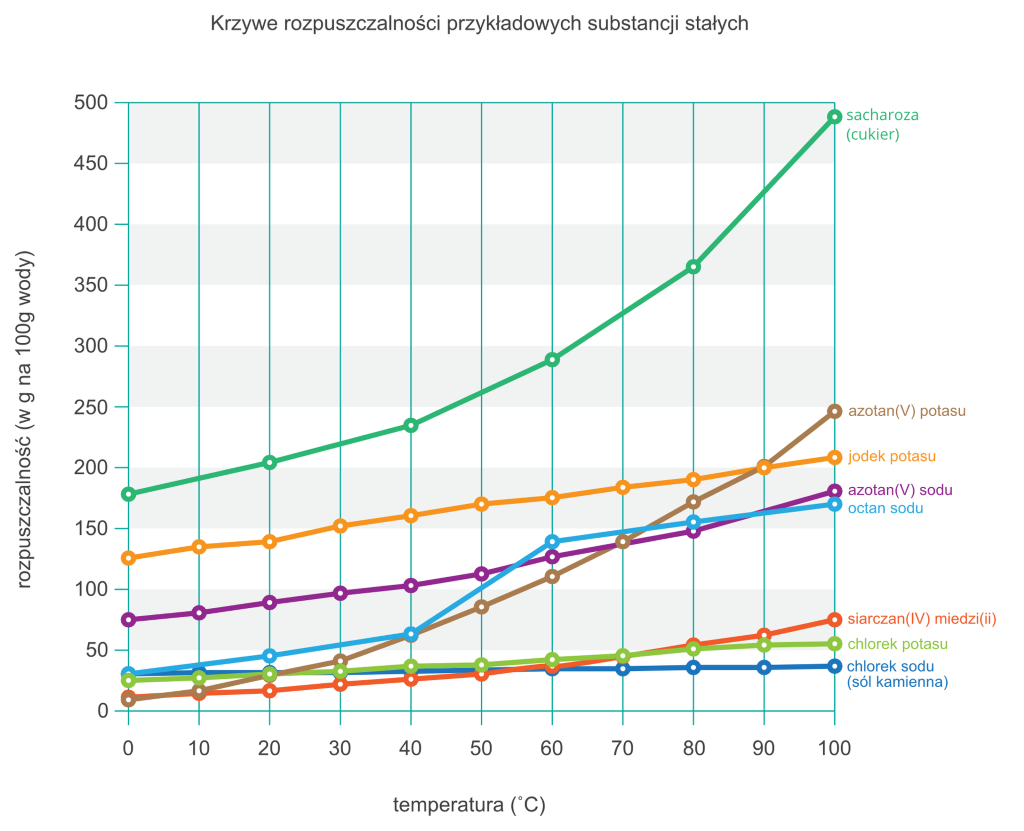 Krzywe rozpuszczalności przykładowych substancji stałych
rozpuszczalność (w g na 100g wody)
500
450
400
350
300
250
200
150
100
50
0
sacharoza
(cukier)
azotan(V) potasu
jodek potasu
azotan(V) sodu
octan sodu
siarczan(IV) miedzi(ii)
chlorek potasu
chlorek sodu
(sól kamienna)
0 10 20 30 40 50 60 70 80 90 100
temperatura (˚C)